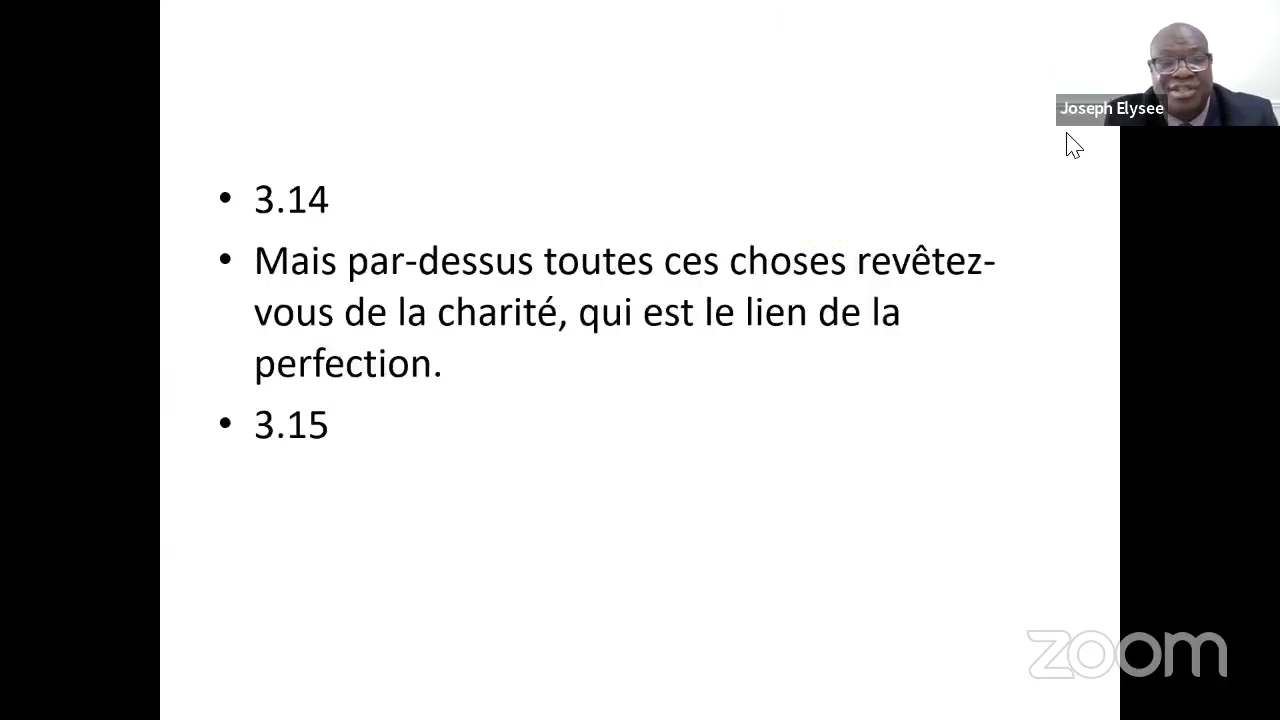 Joseph Elysee
• 3.14
• Mais par-dessus toutes ces choses revêtez-
vous de la charité, qui est le lien de la
perfection.
• 3.15
zoom